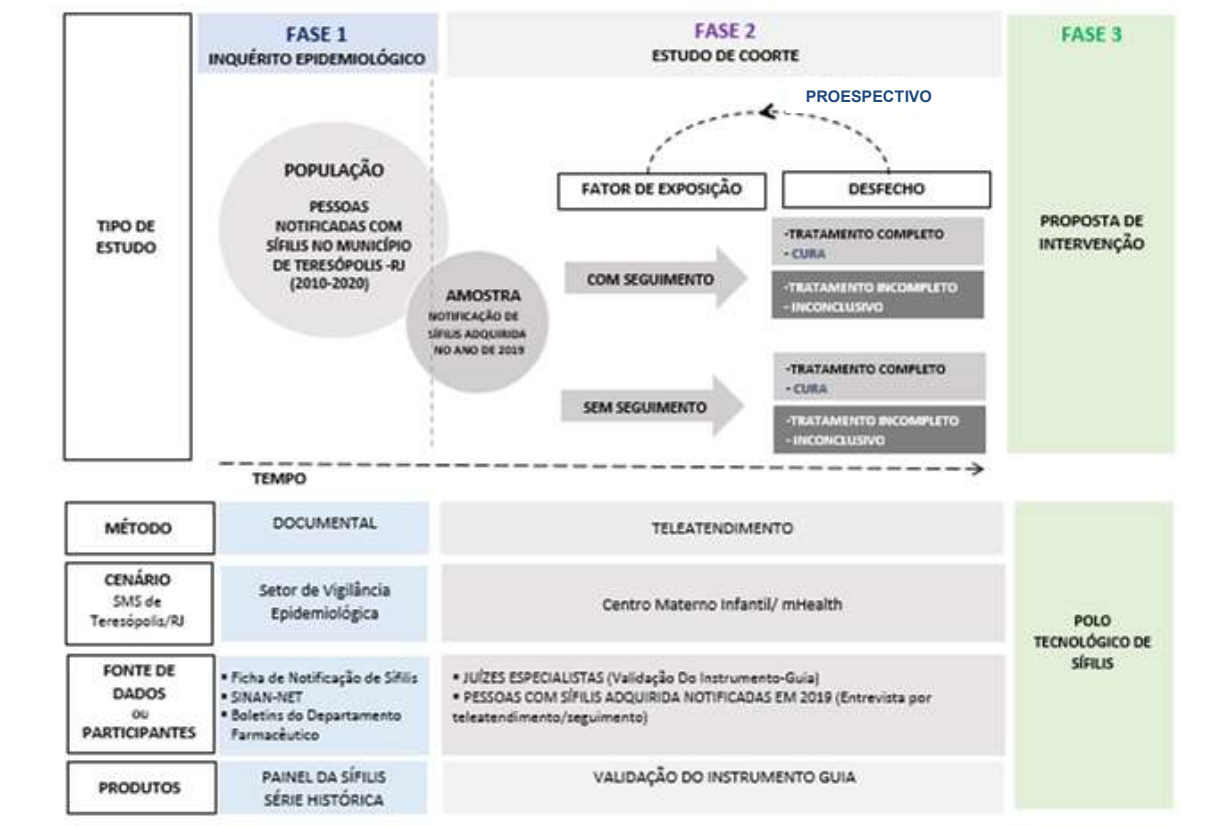 TIPO DE
ESTUDO
FASE 1
INQUÉRITO EPIDEMIOLÓGICO
POPULAÇÃO
PESSOAS
NOTIFICADAS COM
SÍFILIS NO MUNICÍPIO
DE TERESÓPOLIS -RJ
(2010-2020)
AMOSTRA
NOTIFICAÇÃO DE
SÍFILIS ADQUIRIDA
NO ANO DE 2019
FASE 2
ESTUDO DE COORTE
PROESPECTIVO
FATOR DE EXPOSIÇÃO
DESFECHO
COM SEGUIMENTO
-TRATAMENTO COMPLETO
- CURA
-TRATAMENTO INCOMPLETO
- INCONCLUSIVO
SEM SEGUIMENTO
-TRATAMENTO COMPLETO
- CURA
-TRATAMENTO INCOMPLETO
- INCONCLUSIVO
TEMPO
FASE 3
PROPOSTA DE
INTERVENÇÃO
MÉTODO
DOCUMENTAL
TELEATENDIMENTO
CENÁRIO
SMS de
Teresópolis/RJ
Setor de Vigilância
Epidemiológica
Centro Materno Infantil/ mHealth
FONTE DE
DADOS
OU
PARTICIPANTES
▪ Ficha de Notificação de Sífilis
▪ SINAN-NET
▪ Boletins do Departamento
Farmacêutico
▪ JUÍZES ESPECIALISTAS (Validação Do Instrumento-Guia)
▪ PESSOAS COM SÍFILIS ADQUIRIDA NOTIFICADAS EM 2019 (Entrevista por
teleatendimento/seguimento)
PRODUTOS
PAINEL DA SÍFILIS
SÉRIE HISTÓRICA
VALIDAÇÃO DO INSTRUMENTO GUIA
POLO
TECNOLÓGICO DE
SÍFILIS